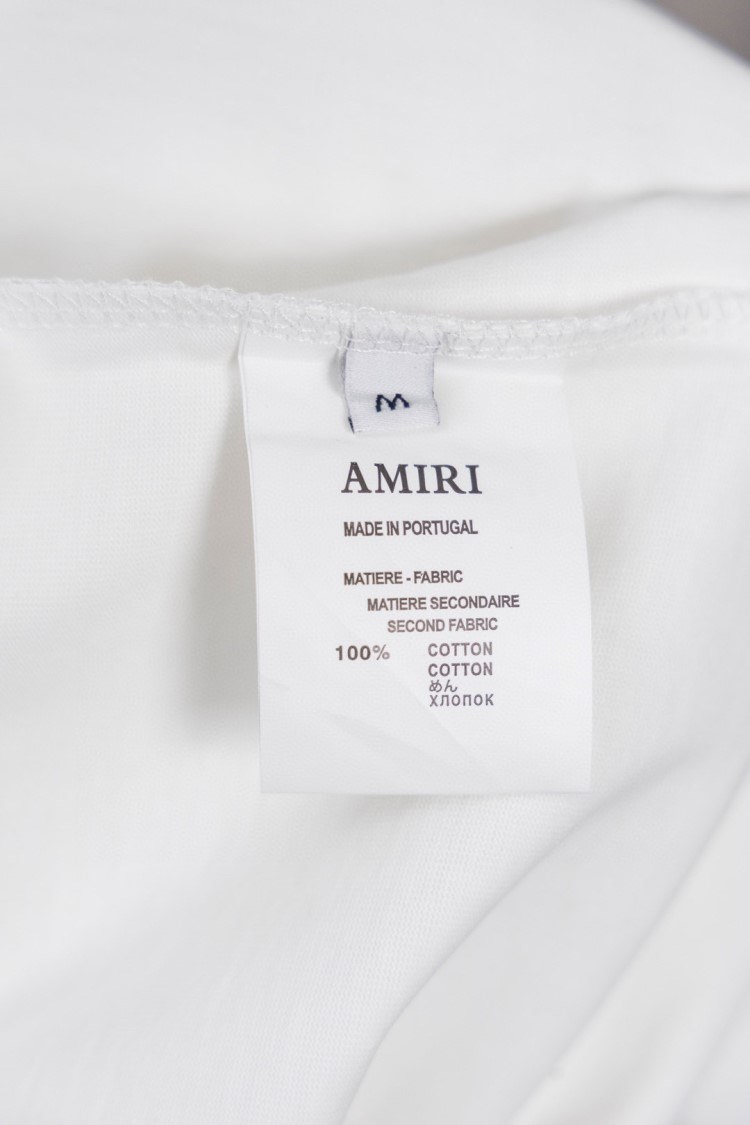 M
AMIRI
MADE IN PORTUGAL
MATIERE - FABRIC
MATIERE SECONDAIRE
SECOND FABRIC
100% COTTON
COTTON
めん
ХЛОПОК